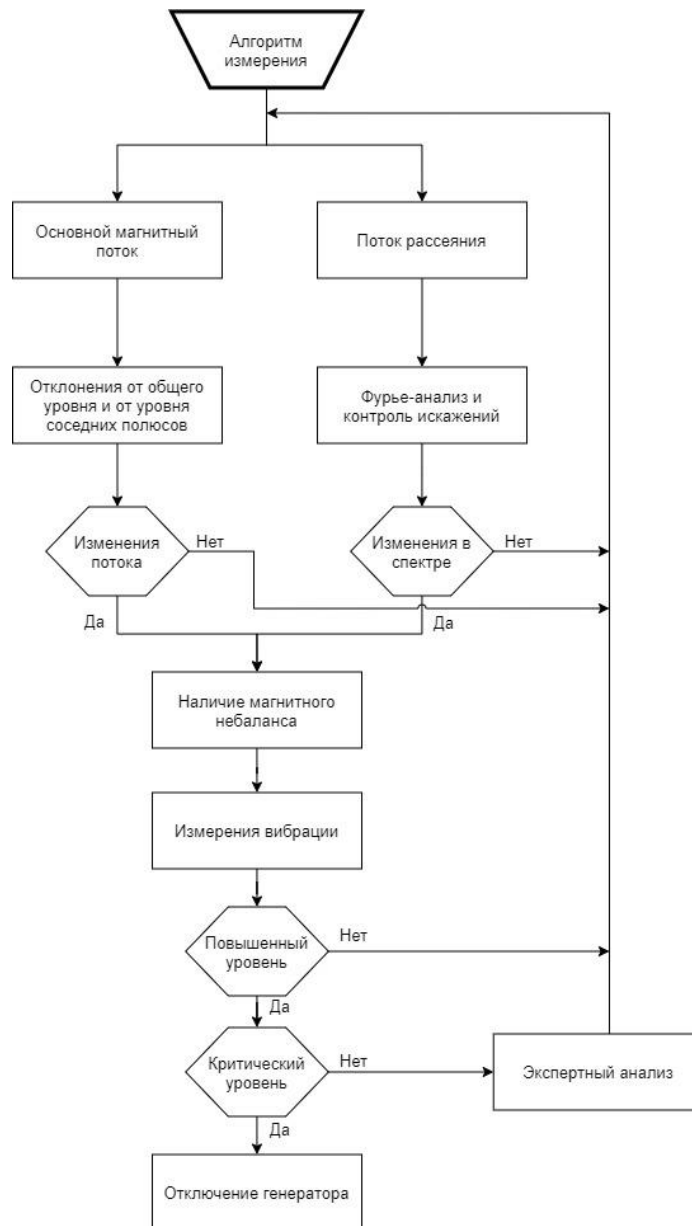 Алгоритм
измерения
Основной магнитный
поток
Поток рассеяния
Отклонения от общего
уровня и от уровня
соседних полюсов
Фурье-анализ и
контроль искажений
Изменения
потока
Нет
Изменения в
спектре
Нет
Да
Да
Наличие магнитного
небаланса
Измерения вибрации
Повышенный
уровень
Нет
Да
Критический
уровень
Нет
Экспертный анализ
Да
Отключение генератора